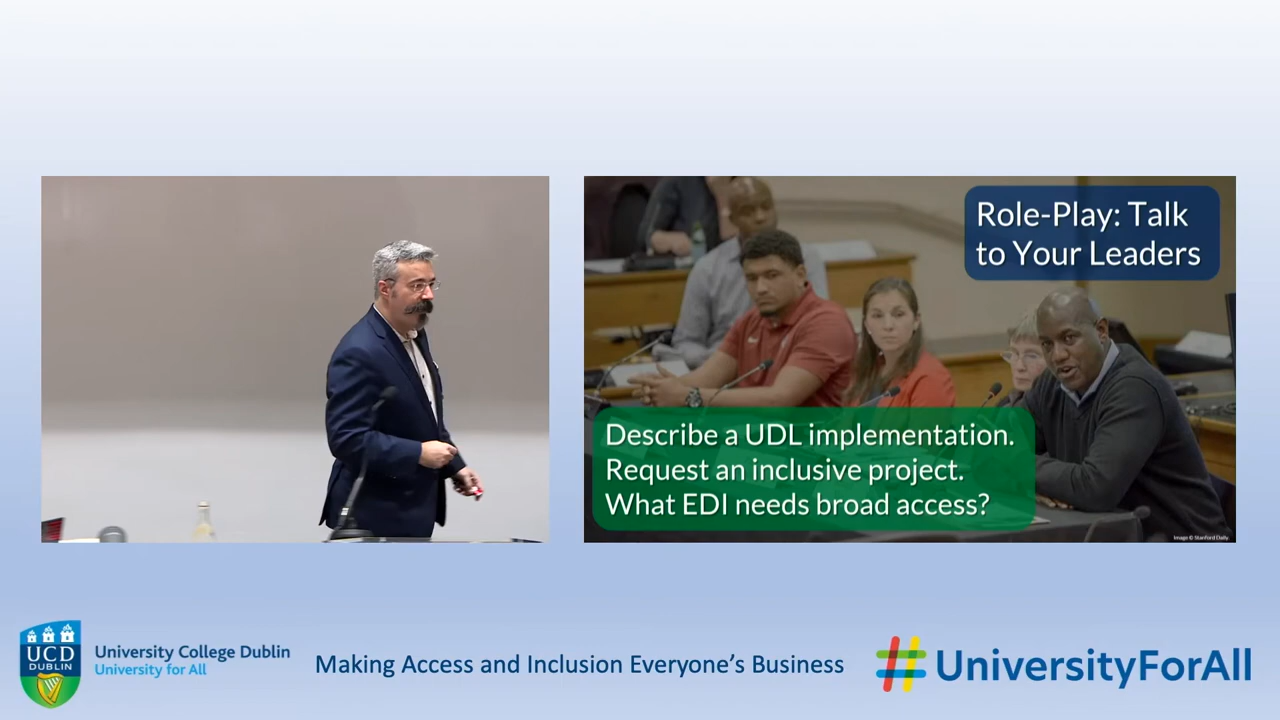 Role-Play: Talk
to Your Leaders
Describe a UDL implementation.
Request an inclusive project.
What EDI needs broad access?
Image © Stanford Daily
UCD
DUBLIN
University College Dublin
University for All
Making Access and Inclusion Everyone's Business
#UniversityForAll